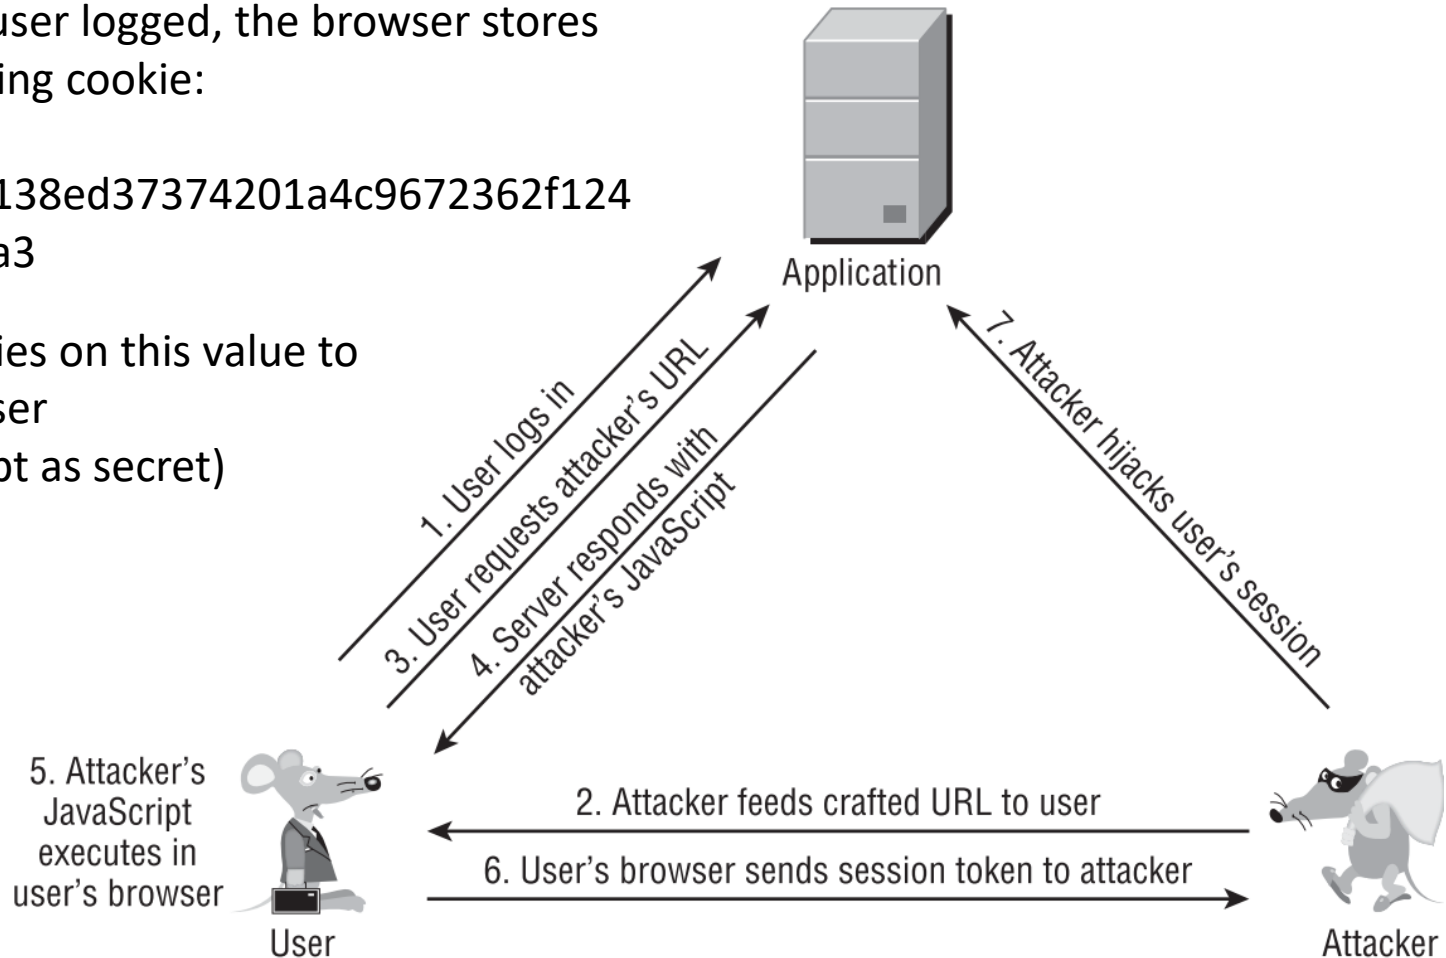 user logged, the browser stores
ing cookie:
138ed37374201a4c9672362f124
a3
ies on this value to
ser
pt as secret)
Application
1. User logs in
3. User requests attacker's URL
4. Server responds with
attacker's JavaScript
7. Attacker hijacks user's session
5. Attacker's
JavaScript
executes in
user's browser
2. Attacker feeds crafted URL to user
6. User's browser sends session token to attacker
User
Attacker